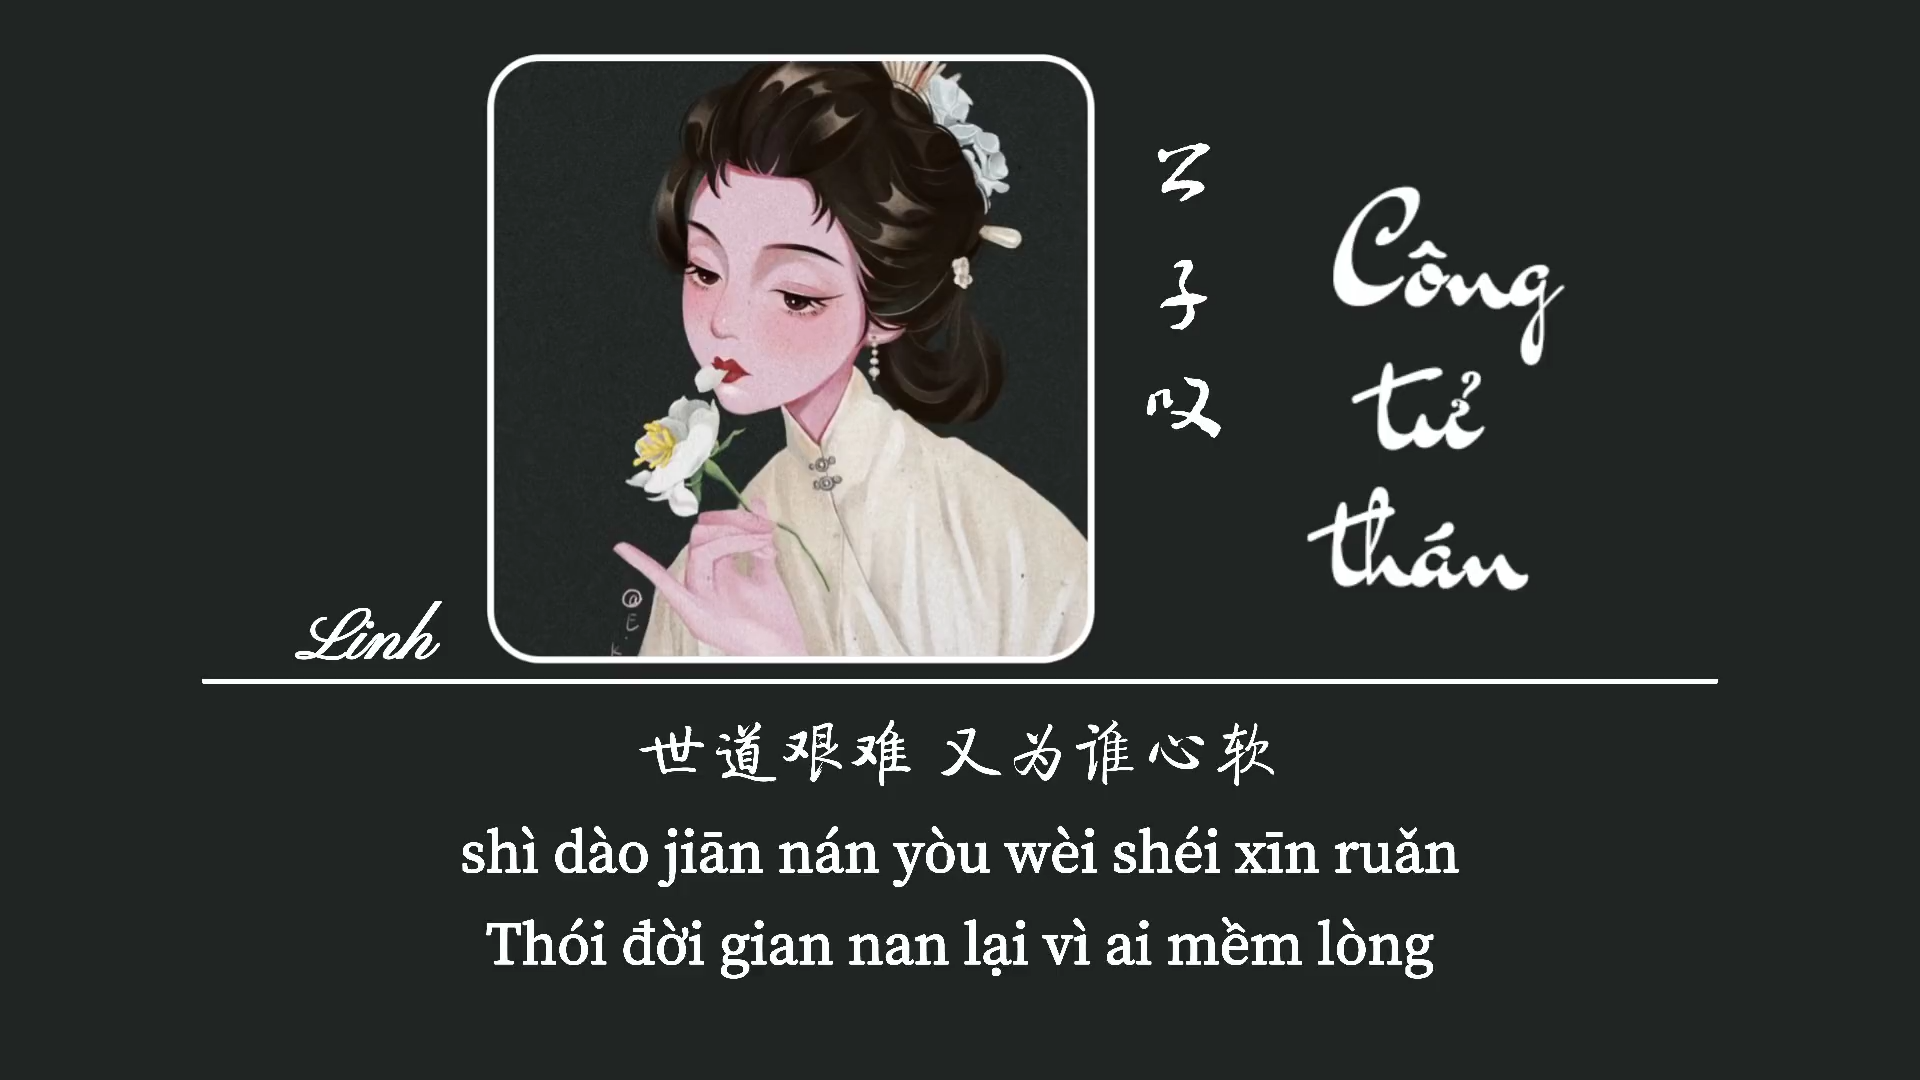 公子叹
Công
tử
thán
Linh
@E.K
世道艰难 又为谁心软
shì dào jiān nán yòu wèi shéi xīn ruǎn
Thói đời gian nan lại vì ai mềm lòng